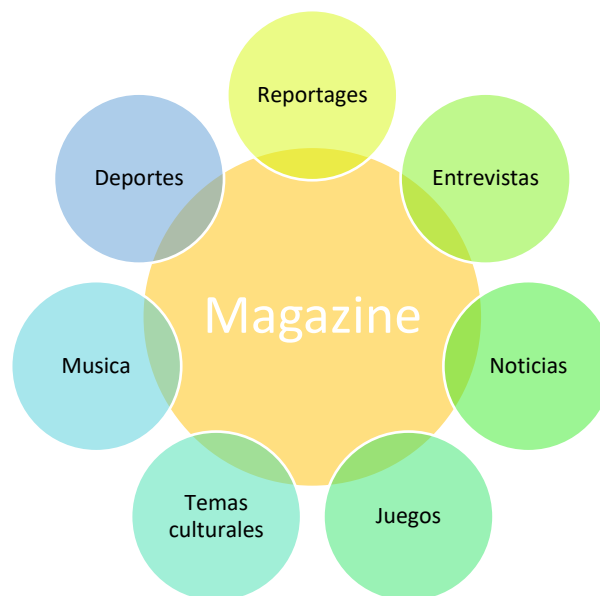 Reportages
Deportes
Entrevistas
Magazine
Musica
Noticias
Temas
culturales
Juegos